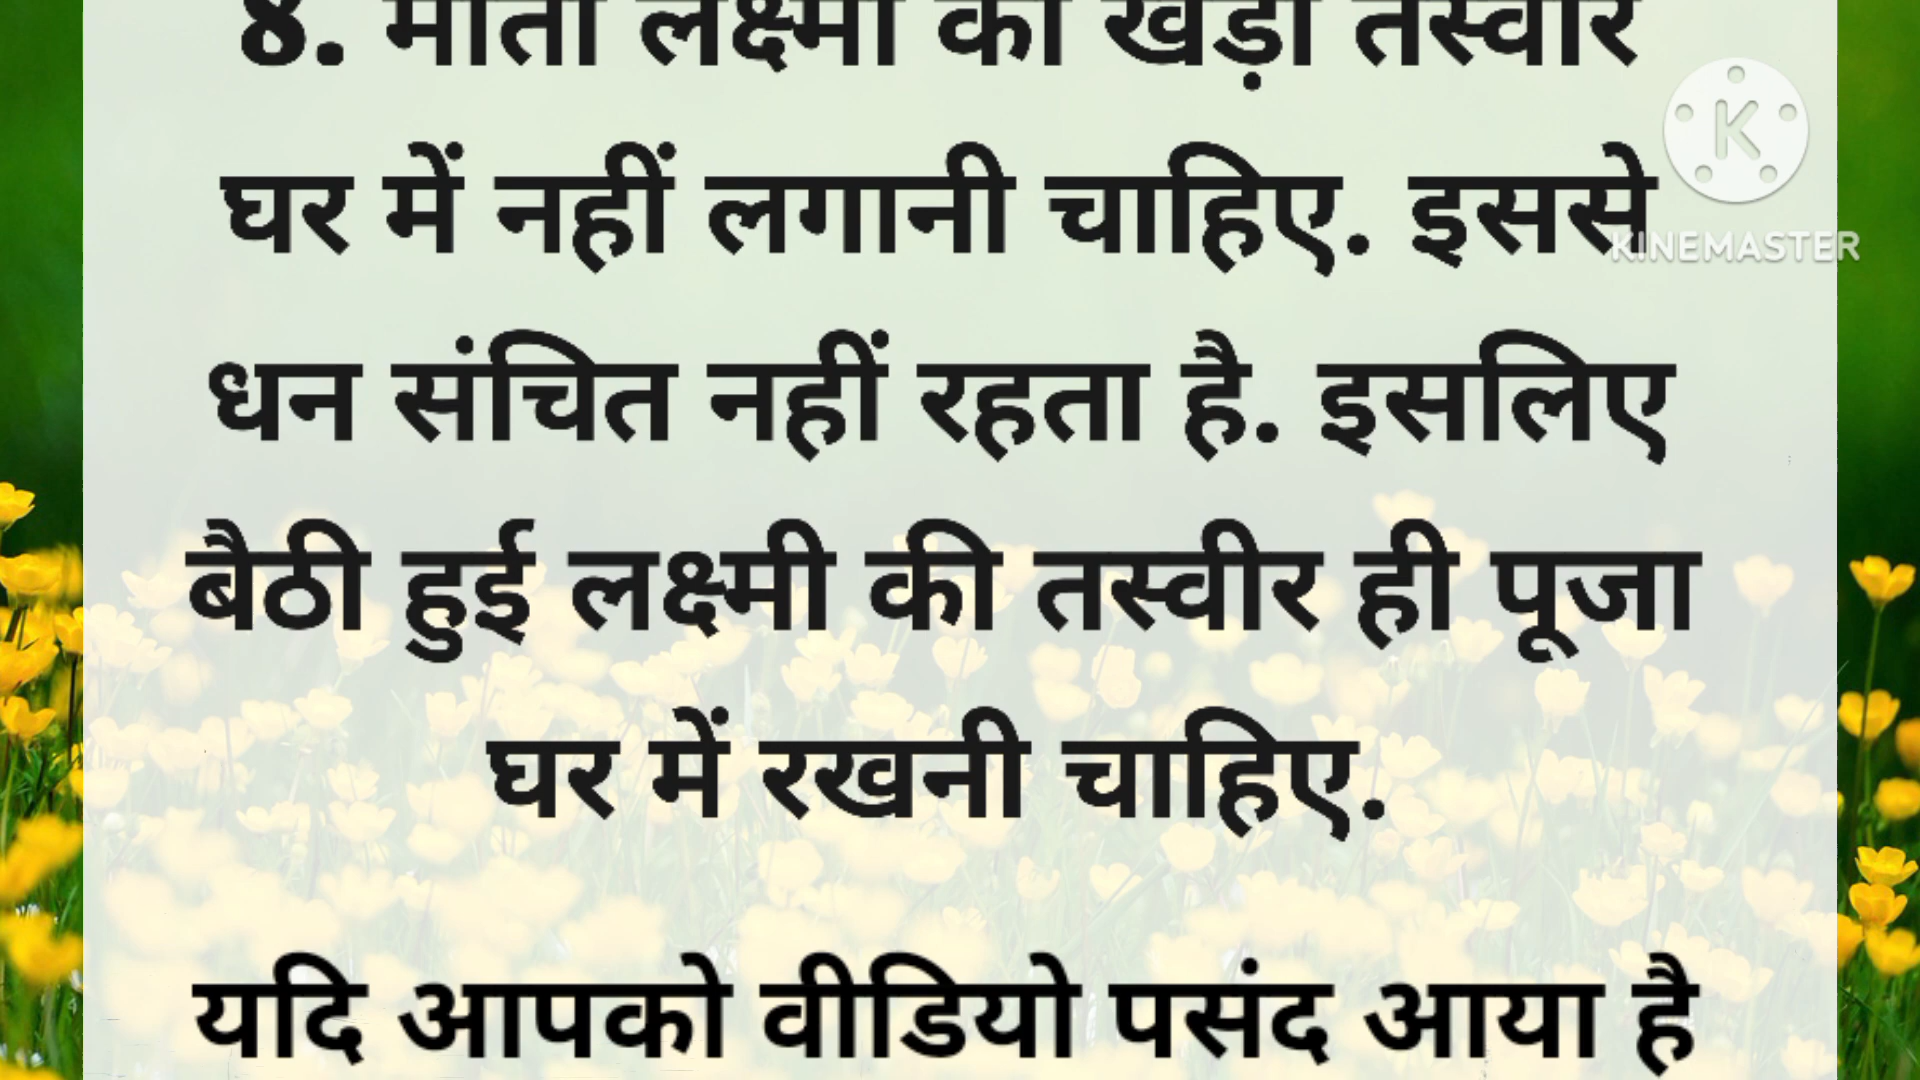 8. माता लक्ष्मी की खड़ी तस्वीर
घर में नहीं लगानी चाहिए. इससे
KINEMASTER
धन संचित नहीं रहता है. इसलिए
बैठी हुई लक्ष्मी की तस्वीर ही पूजा
घर में रखनी चाहिए.
यदि आपको वीडियो पसंद आया है